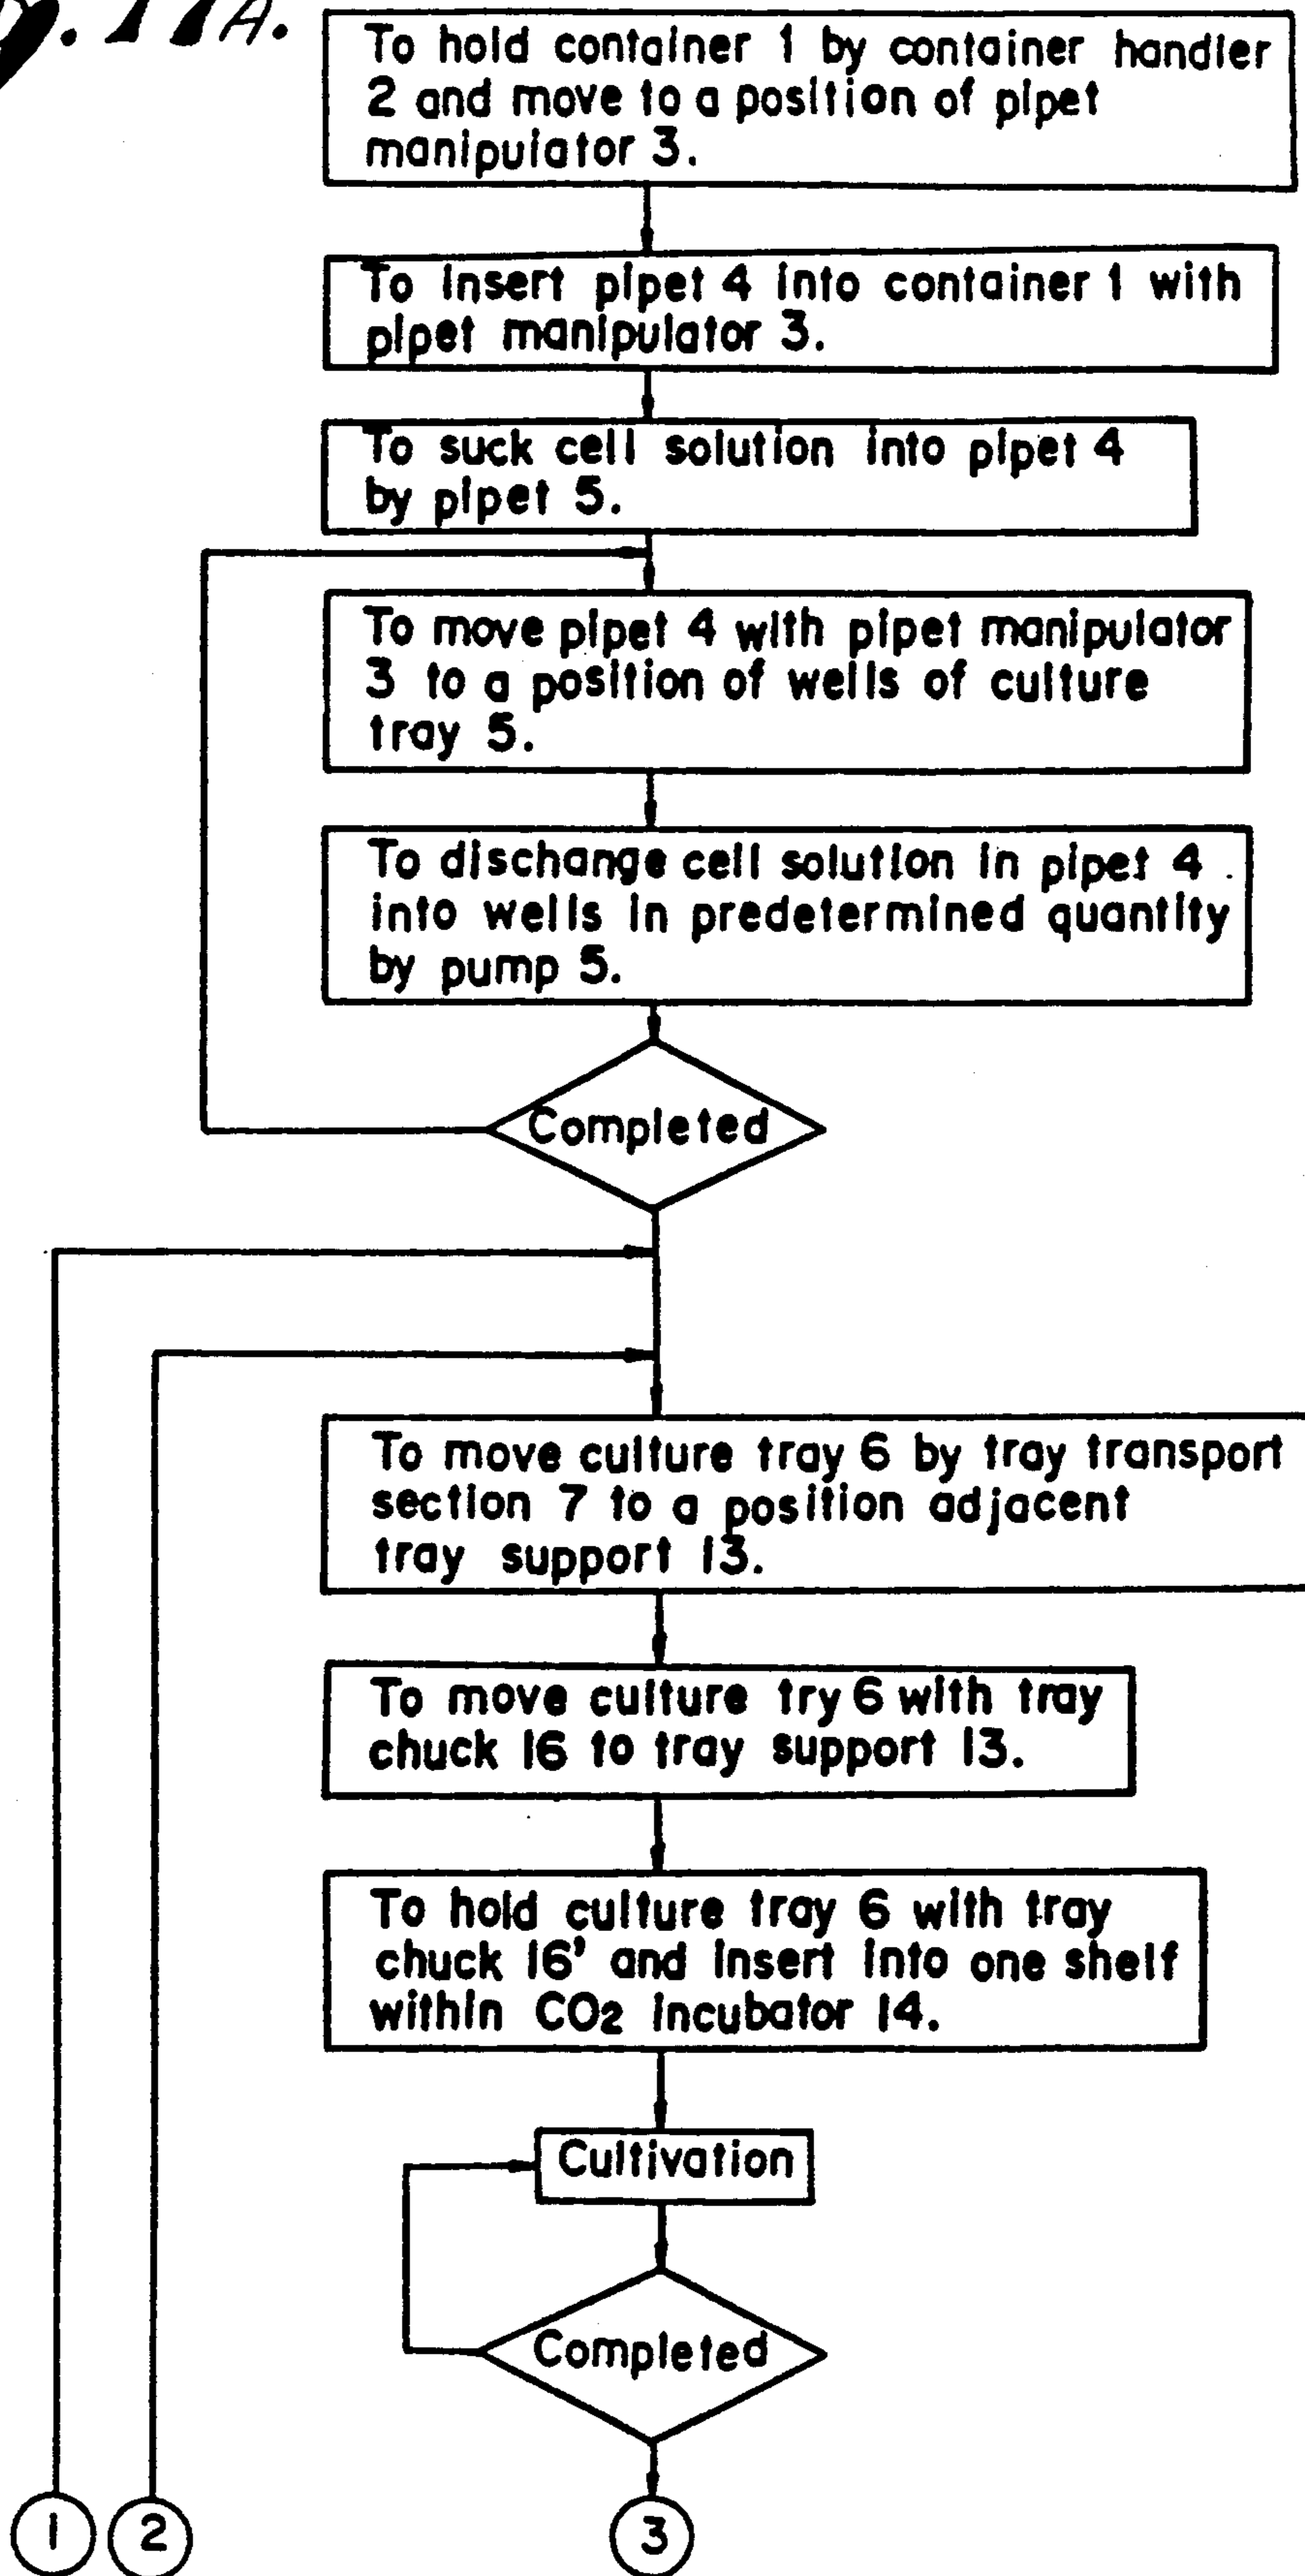 g. 11A.
To hold container 1 by container handler
2 and move to a position of pipet
manipulator 3.
To insert pipet 4 into container 1 with
pipet manipulator 3.
To suck cell solution into pipet 4
by pipet 5.
To move pipet 4 with pipet manipulator
3 to a position of wells of culture
tray 5.
To dischange cell solution in pipet 4
into wells in predetermined quantity
by pump 5.
Completed
To move culture tray 6 by tray transport
section 7 to a position adjacent
tray support 13.
To move culture try 6 with tray
chuck 16 to tray support 13.
To hold culture tray 6 with tray
chuck 16' and insert into one shelf
within CO2 incubator 14.
Cultivation
Completed
1 2 3